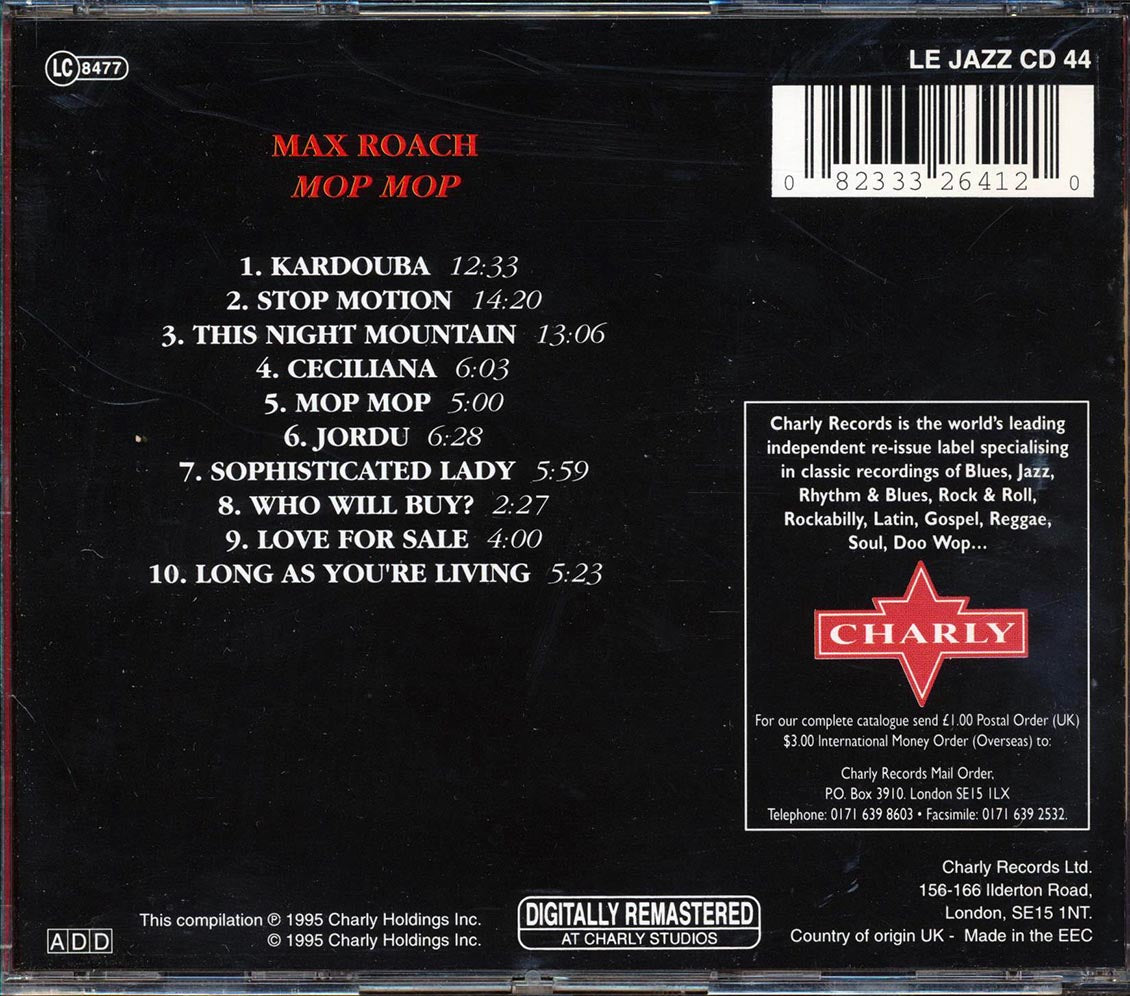 LC 8477
LE JAZZ CD 44
0 82333 26412 0
MAX ROACH
MOP MOP
1. KARDOUBA 12:33
2. STOP MOTION 14:20
3. THIS NIGHT MOUNTAIN 13:06
4. CECILIANA 6:03
5. MOP MOP 5:00
6. JORDU 6:28
7. SOPHISTICATED LADY 5:59
8. WHO WILL BUY? 2:27
9. LOVE FOR SALE 4:00
10. LONG AS YOU'RE LIVING 5:23
Charly Records is the world's leading
independent re-issue label specialising
in classic recordings of Blues, Jazz,
Rhythm & Blues, Rock & Roll,
Rockabilly, Latin, Gospel, Reggae,
Soul, Doo Wop...
CHARLY
For our complete catalogue send £1.00 Postal Order (UK)
$3.00 International Money Order (Overseas) to:
Charly Records Mail Order,
P.O. Box 3910. London SE15 1LX
Telephone: 0171 639 8603 • Facsimile: 0171 639 2532.
Charly Records Ltd.
156-166 Ilderton Road,
London, SE15 1NT.
Country of origin UK - Made in the EEC
ADD
This compilation ℗ 1995 Charly Holdings Inc.
© 1995 Charly Holdings Inc.
DIGITALLY REMASTERED
AT CHARLY STUDIOS